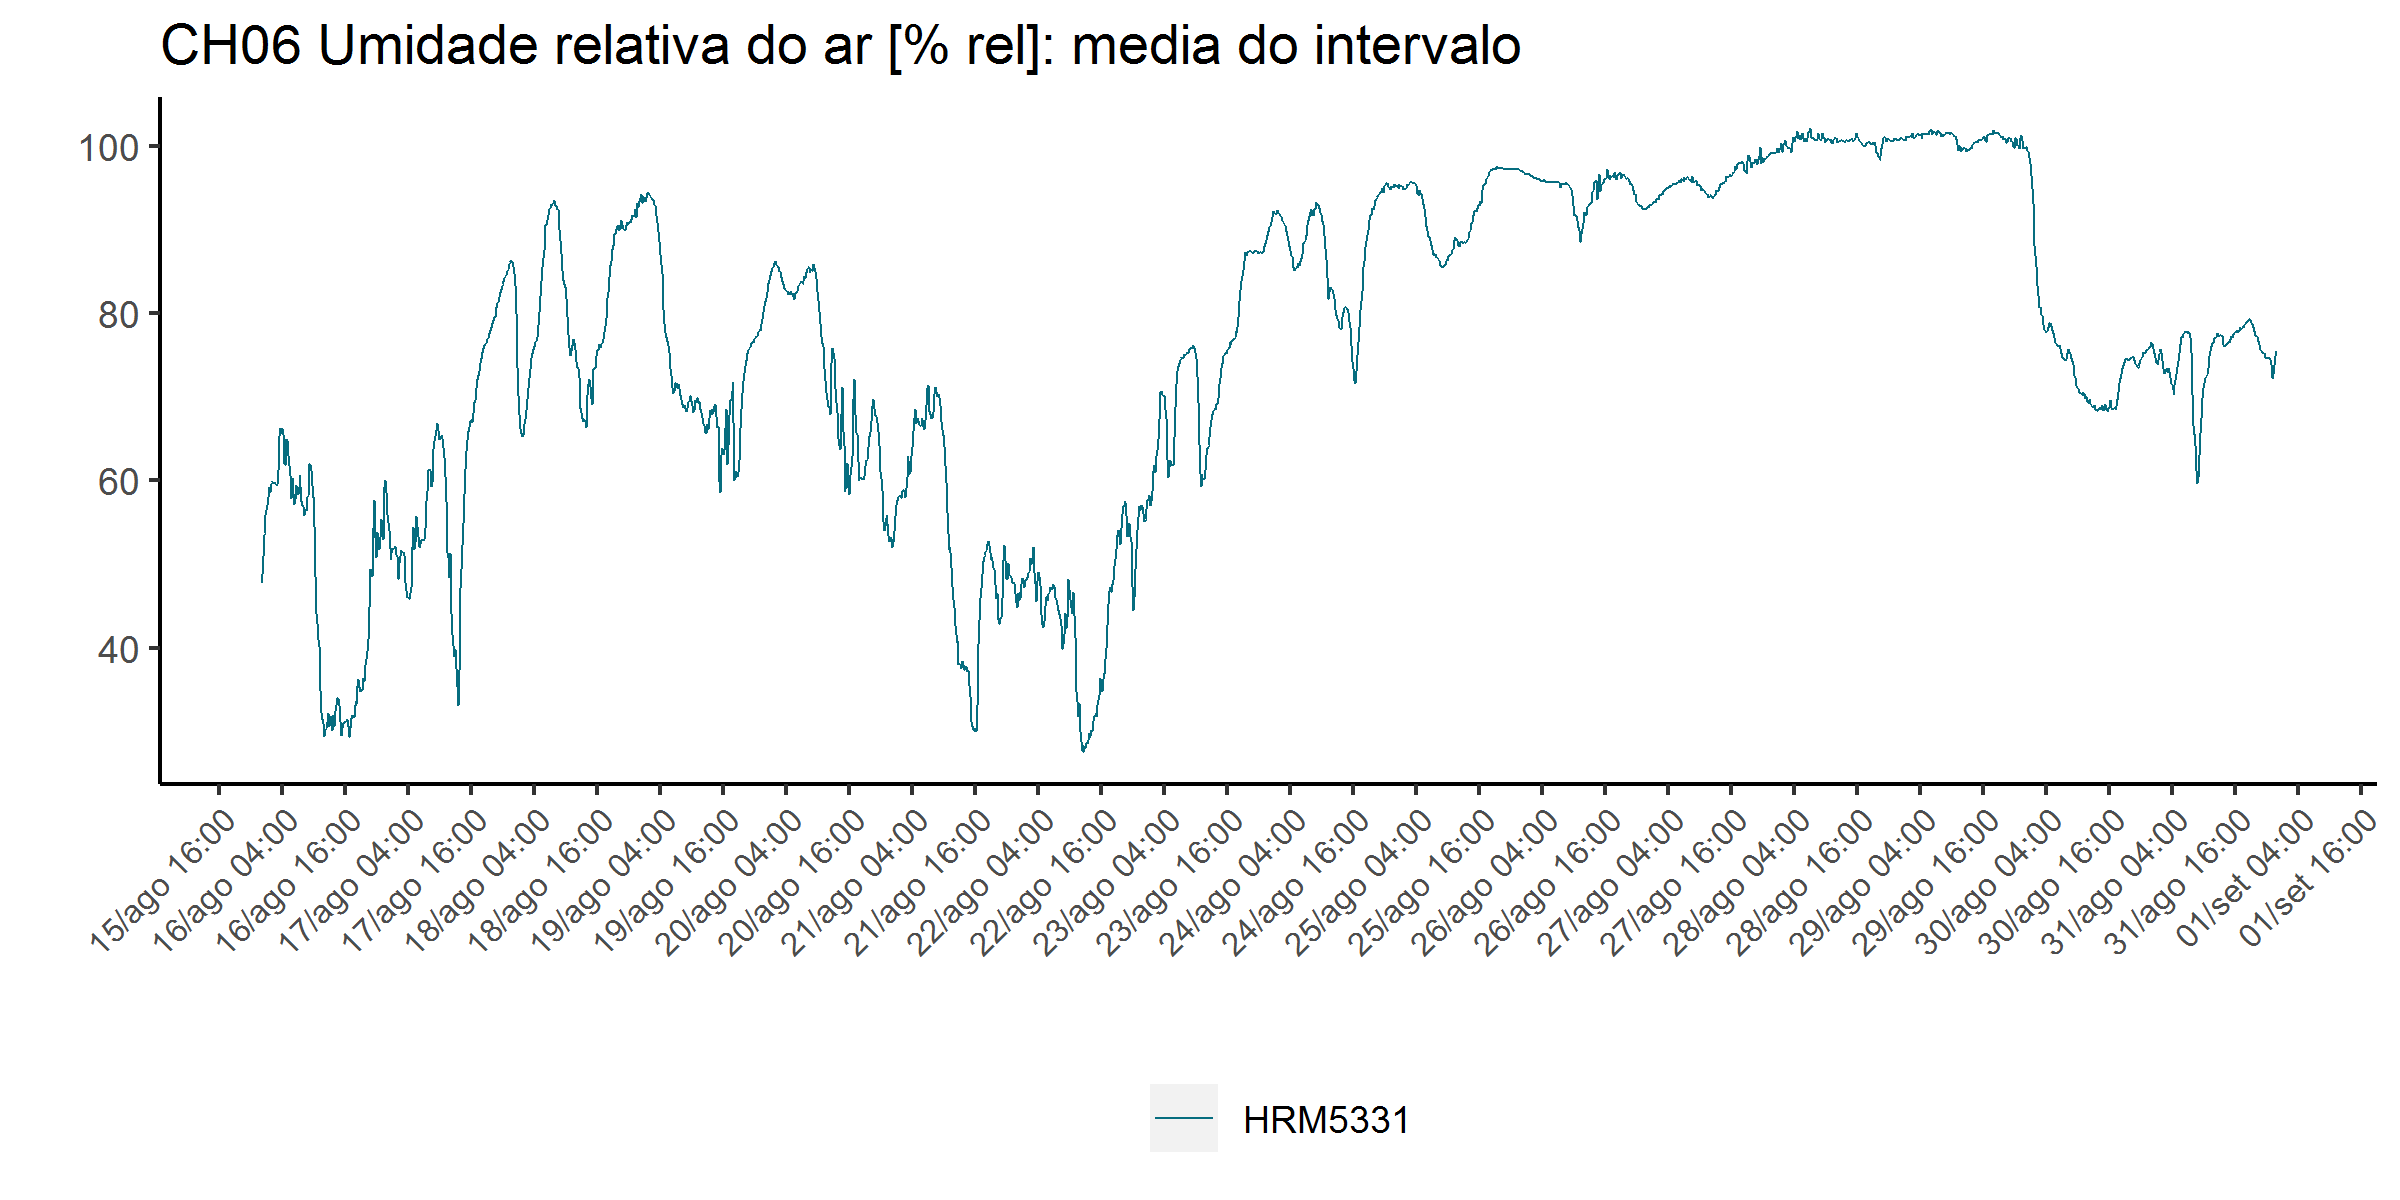 CH06 Umidade relativa do ar [% rel]: media do intervalo
100
80
60
40
15/ago 16:00
16/ago 04:00
16/ago 16:00
17/ago 04:00
17/ago 16:00
18/ago 04:00
18/ago 16:00
19/ago 04:00
19/ago 16:00
20/ago 04:00
20/ago 16:00
21/ago 04:00
21/ago 16:00
22/ago 04:00
22/ago 16:00
23/ago 04:00
23/ago 16:00
24/ago 04:00
24/ago 16:00
25/ago 04:00
25/ago 16:00
26/ago 04:00
26/ago 16:00
27/ago 04:00
27/ago 16:00
28/ago 04:00
28/ago 16:00
29/ago 04:00
29/ago 16:00
30/ago 04:00
30/ago 16:00
31/ago 04:00
31/ago 16:00
01/set 04:00
01/set 16:00
HRM5331